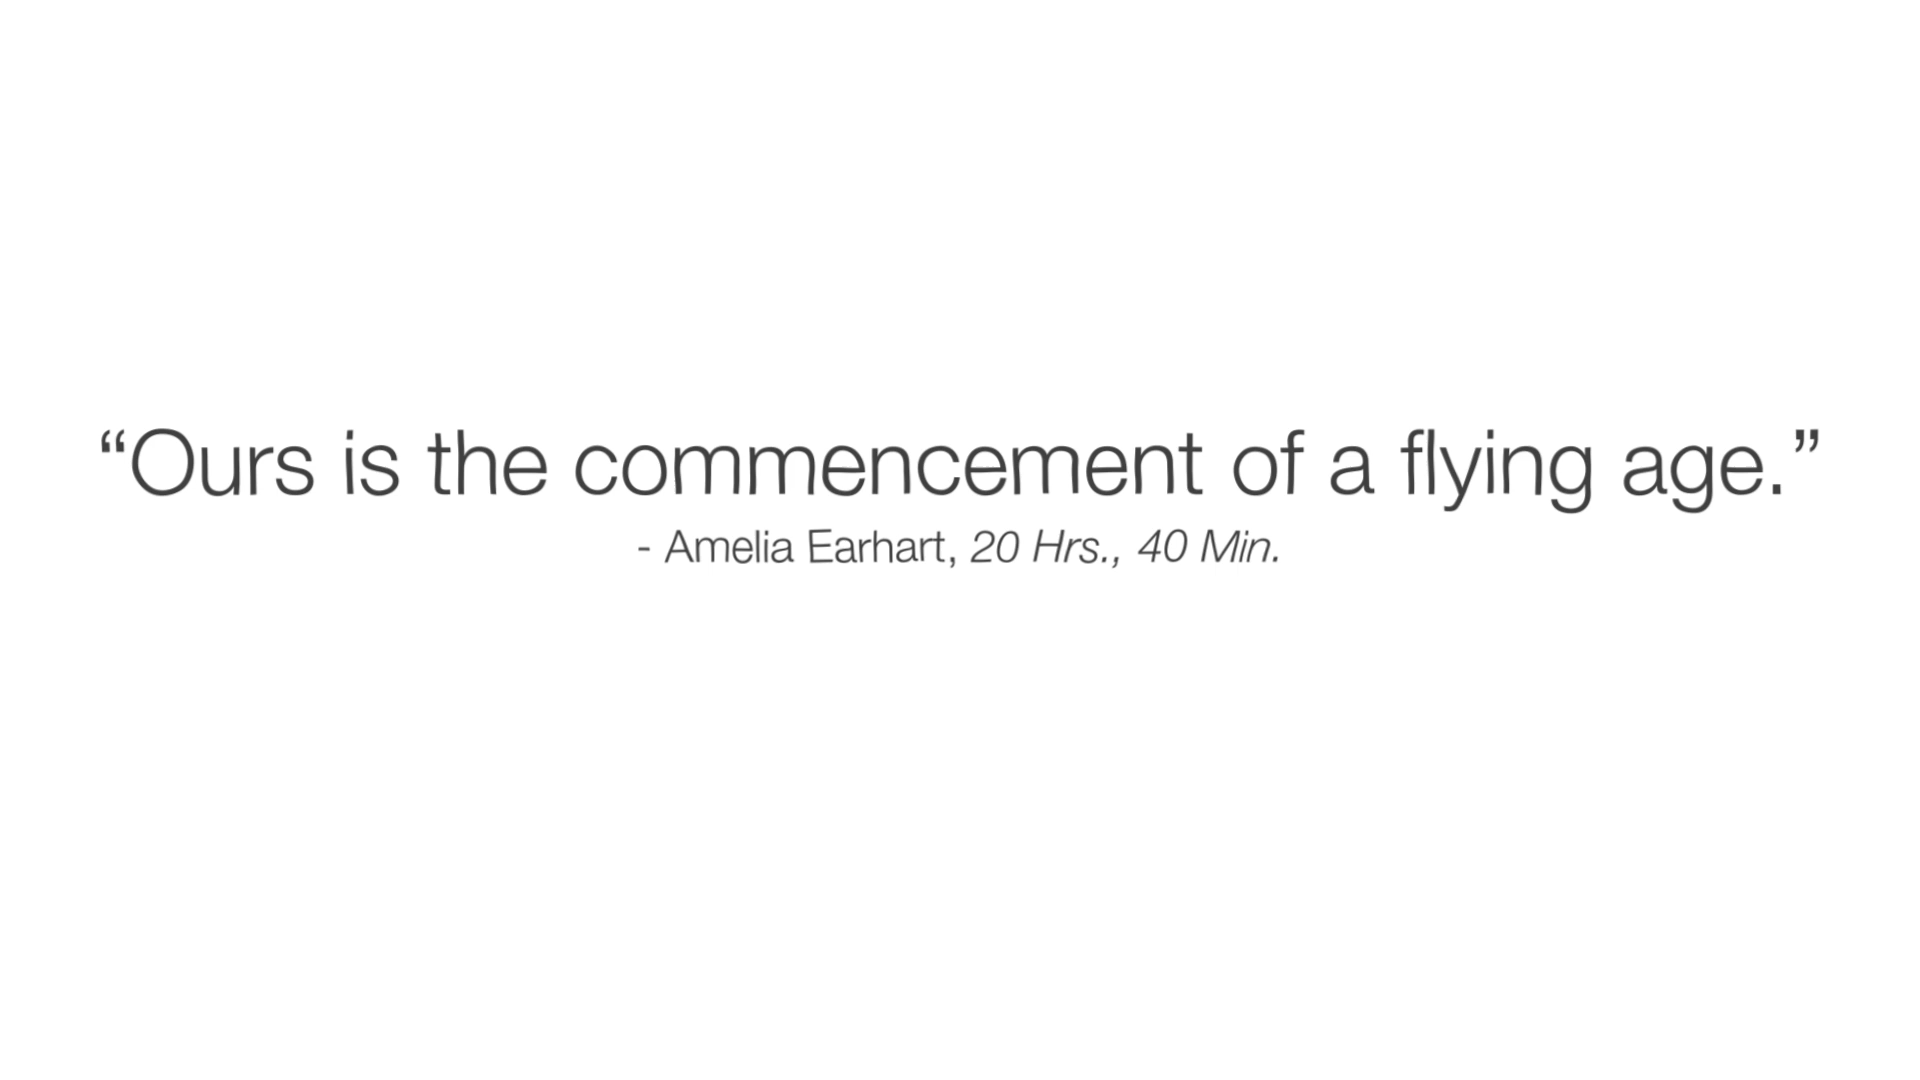 “Ours is the commencement of a flying age.”
- Amelia Earhart, 20 Hrs., 40 Min.